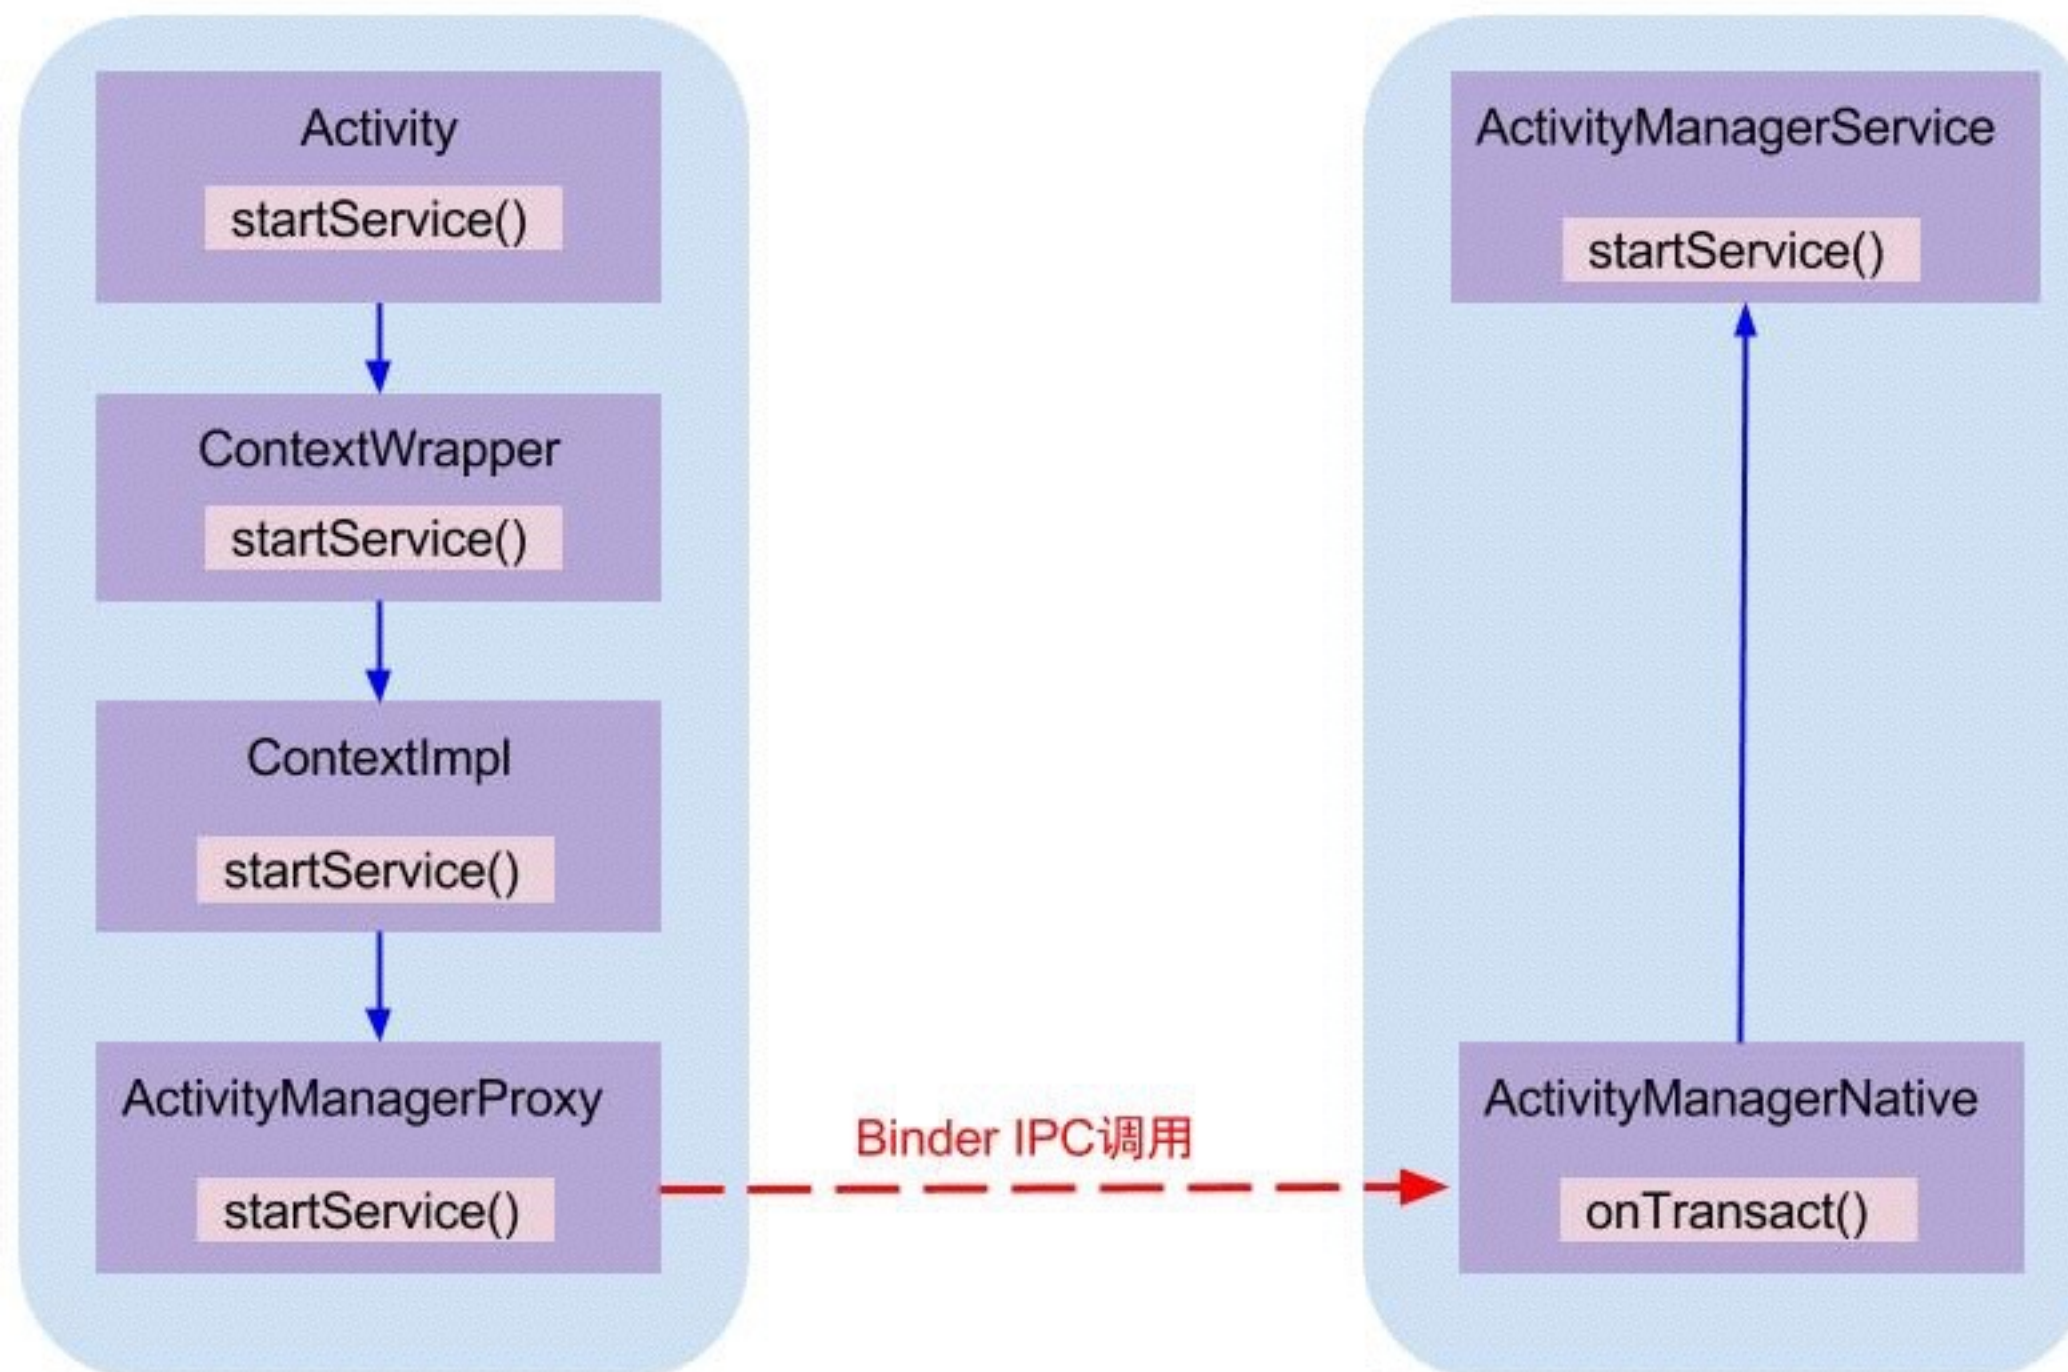 Activity
startService()
ContextWrapper
startService()
ContextImpl
startService()
ActivityManagerProxy
startService()
Binder IPC调用
ActivityManagerService
startService()
ActivityManagerNative
onTransact()